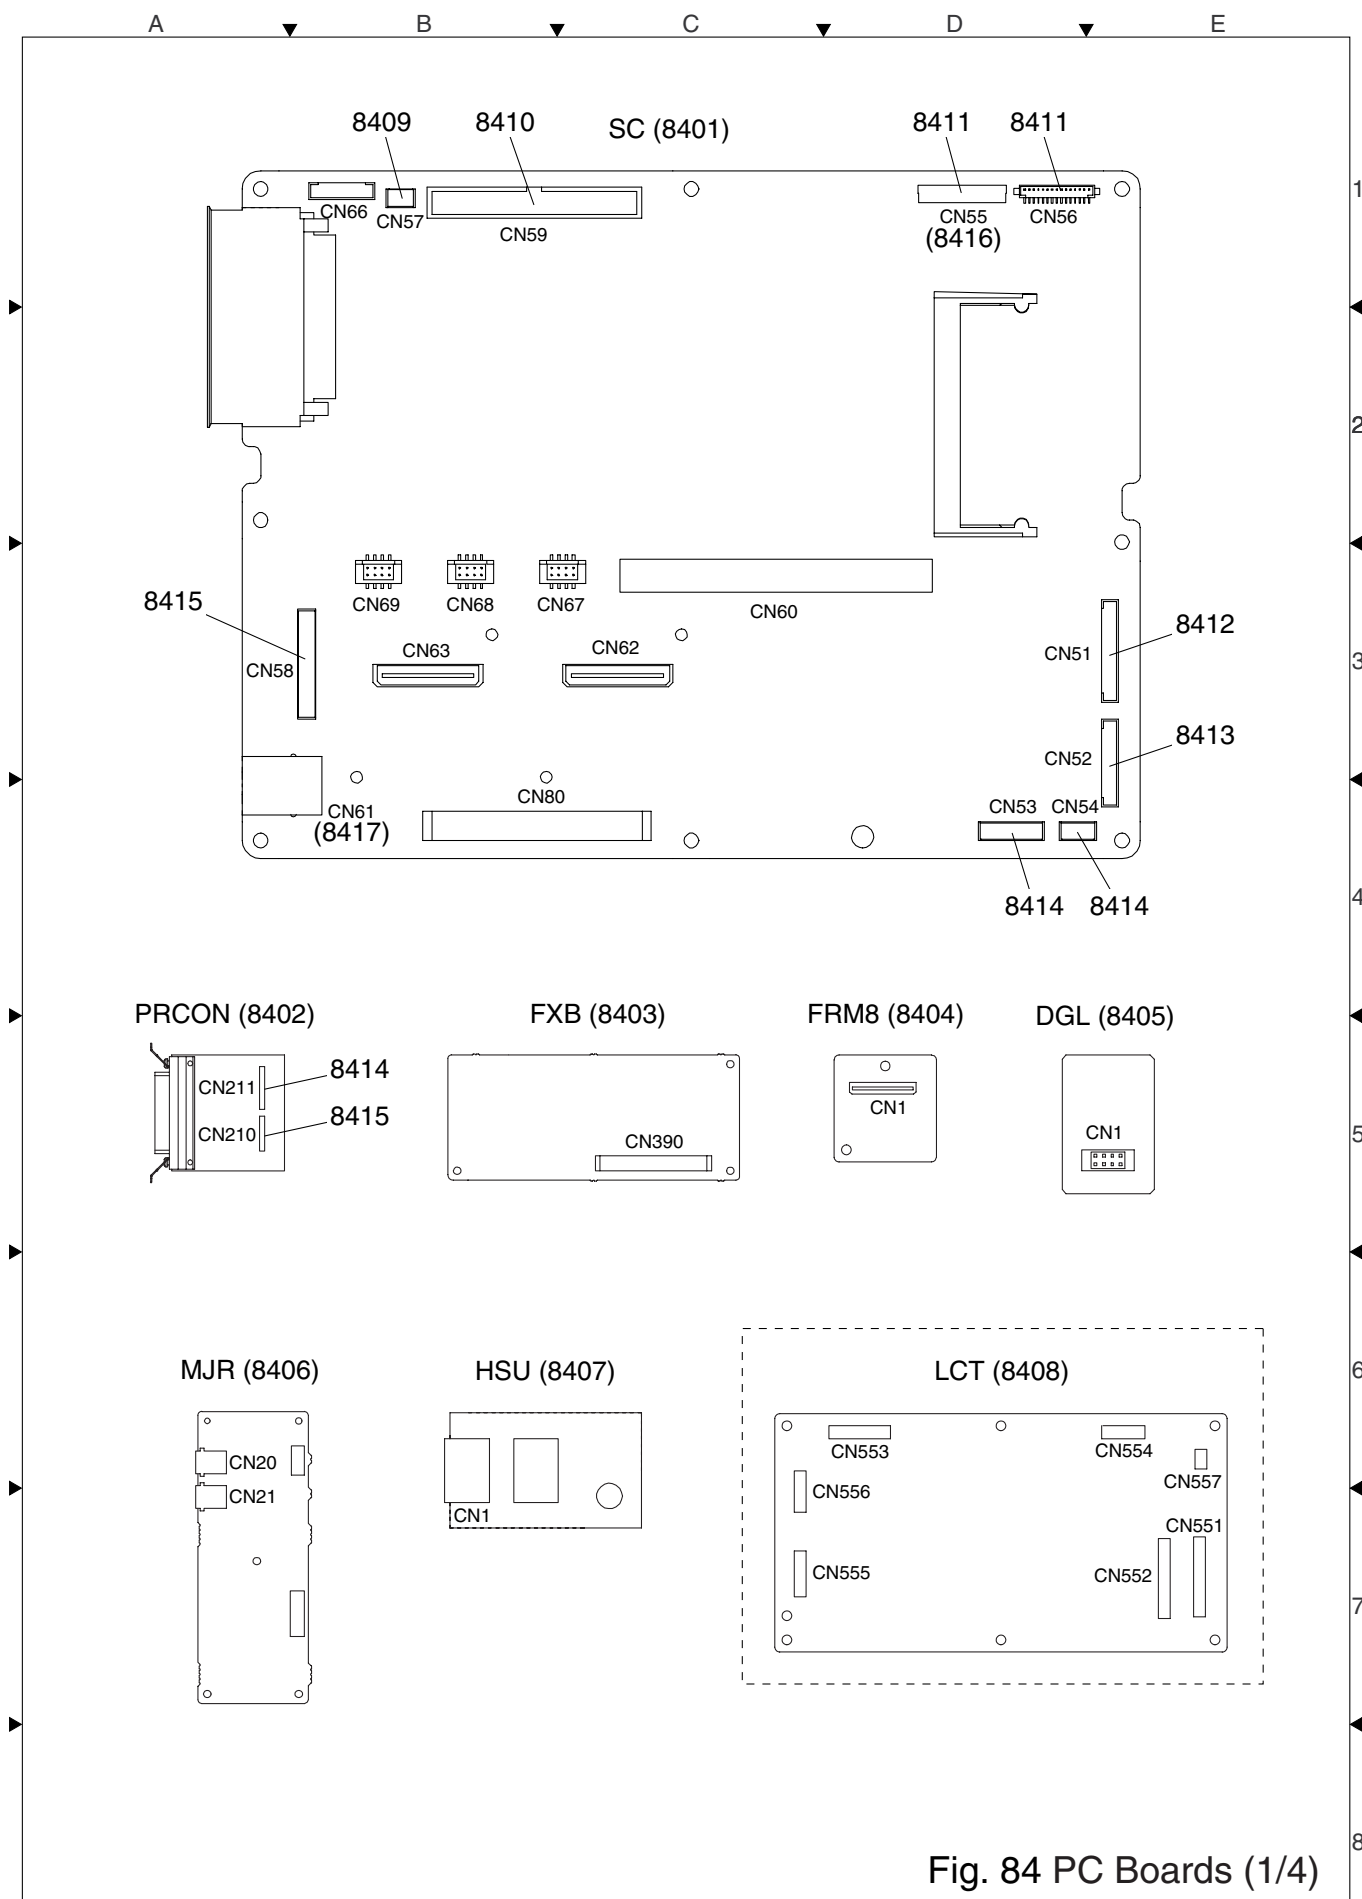 A B C D E
8409 8410 SC (8401) 8411 8411
1
CN66 CN57 CN59 CN55 CN56
(8416)
2
CN69 CN68 CN67 CN60
8415 8412
CN58 CN63 CN62 CN51
3
8413
CN52
CN61 CN80 CN53 CN54
(8417)
8414 8414
4
PRCON (8402) FXB (8403) FRM8 (8404) DGL (8405)
CN211 8414
CN1
CN210 8415 CN390 CN1
5
MJR (8406) HSU (8407) LCT (8408)
6
CN20 CN553 CN554
CN557
CN21 CN1 CN556
CN551
CN555 CN552
7
8
Fig. 84 PC Boards (1/4)